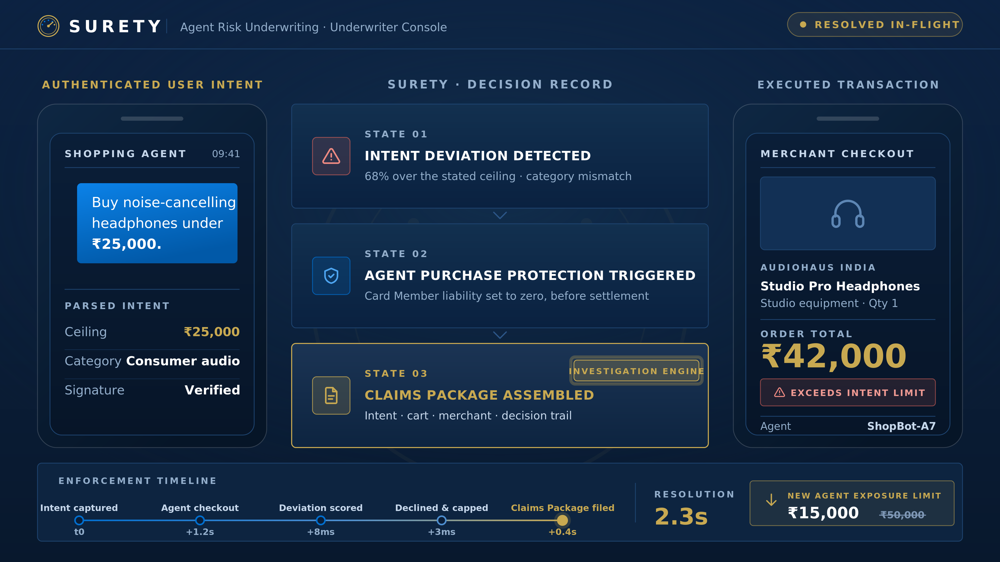 SURETY
Agent Risk Underwriting · Underwriter Console
RESOLVED IN-FLIGHT
AUTHENTICATED USER INTENT
SHOPPING AGENT 09:41
Buy noise-cancelling
headphones under
₹25,000.
PARSED INTENT
Ceiling ₹25,000
Category Consumer audio
Signature Verified
SURETY · DECISION RECORD
STATE 01
INTENT DEVIATION DETECTED
68% over the stated ceiling · category mismatch
STATE 02
AGENT PURCHASE PROTECTION TRIGGERED
Card Member liability set to zero, before settlement
STATE 03
INVESTIGATION ENGINE
CLAIMS PACKAGE ASSEMBLED
Intent · cart · merchant · decision trail
EXECUTED TRANSACTION
MERCHANT CHECKOUT
AUDIOHAUS INDIA
Studio Pro Headphones
Studio equipment · Qty 1
ORDER TOTAL
₹42,000
EXCEEDS INTENT LIMIT
Agent ShopBot-A7
ENFORCEMENT TIMELINE
Intent captured Agent checkout Deviation scored Declined & capped Claims Package filed
t0 +1.2s +8ms +3ms +0.4s
RESOLUTION
2.3s
NEW AGENT EXPOSURE LIMIT
₹15,000 ₹50,000